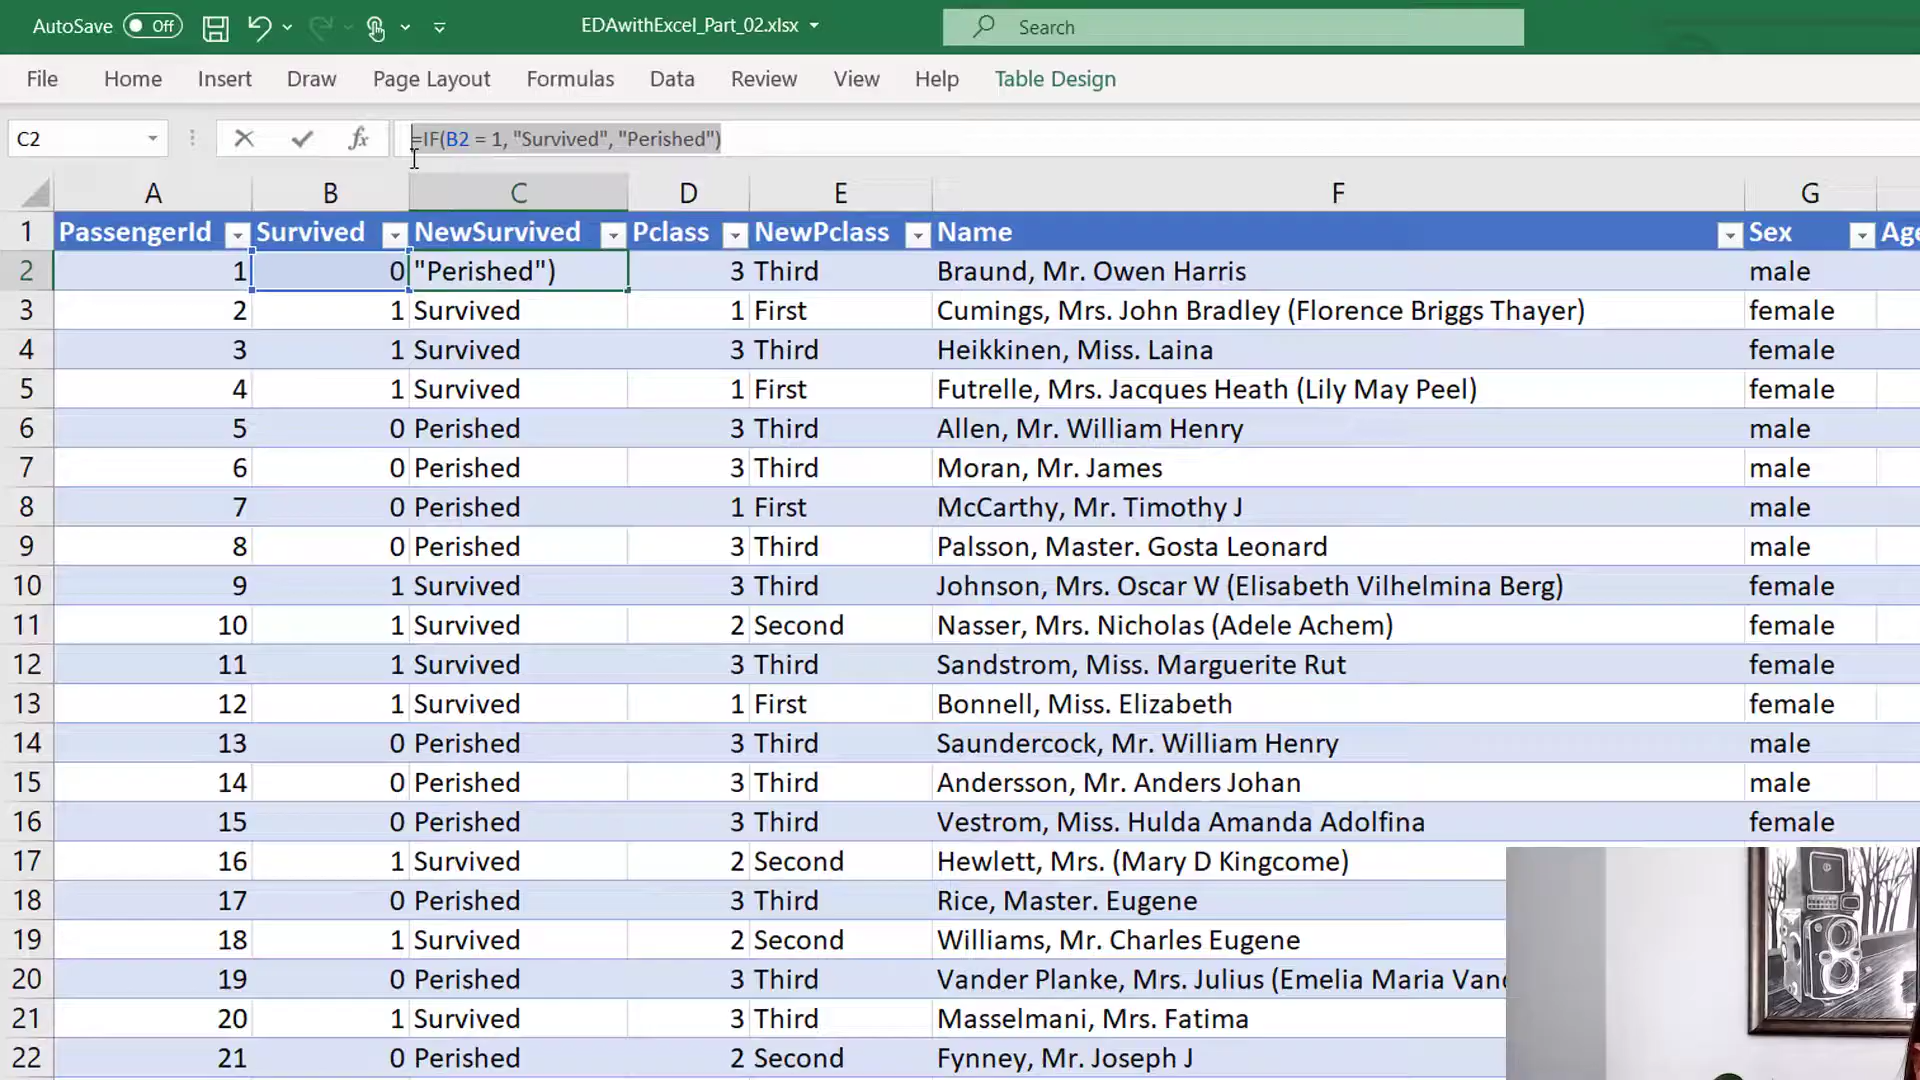 AutoSave Off EDAwithExcel_Part_02.xlsx Search
File Home Insert Draw Page Layout Formulas Data Review View Help Table Design
C2 fx =IF(B2 = 1, "Survived", "Perished")
A B C D E F G
1 PassengerId Survived NewSurvived Pclass NewPclass Name Sex Age
2 1 0 "Perished") 3 Third Braund, Mr. Owen Harris male
3 2 1 Survived 1 First Cumings, Mrs. John Bradley (Florence Briggs Thayer) female
4 3 1 Survived 3 Third Heikkinen, Miss. Laina female
5 4 1 Survived 1 First Futrelle, Mrs. Jacques Heath (Lily May Peel) female
6 5 0 Perished 3 Third Allen, Mr. William Henry male
7 6 0 Perished 3 Third Moran, Mr. James male
8 7 0 Perished 1 First McCarthy, Mr. Timothy J male
9 8 0 Perished 3 Third Palsson, Master. Gosta Leonard male
10 9 1 Survived 3 Third Johnson, Mrs. Oscar W (Elisabeth Vilhelmina Berg) female
11 10 1 Survived 2 Second Nasser, Mrs. Nicholas (Adele Achem) female
12 11 1 Survived 3 Third Sandstrom, Miss. Marguerite Rut female
13 12 1 Survived 1 First Bonnell, Miss. Elizabeth female
14 13 0 Perished 3 Third Saundercock, Mr. William Henry male
15 14 0 Perished 3 Third Andersson, Mr. Anders Johan male
16 15 0 Perished 3 Third Vestrom, Miss. Hulda Amanda Adolfina female
17 16 1 Survived 2 Second Hewlett, Mrs. (Mary D Kingcome)
18 17 0 Perished 3 Third Rice, Master. Eugene
19 18 1 Survived 2 Second Williams, Mr. Charles Eugene
20 19 0 Perished 3 Third Vander Planke, Mrs. Julius (Emelia Maria Vand
21 20 1 Survived 3 Third Masselmani, Mrs. Fatima
22 21 0 Perished 2 Second Fynney, Mr. Joseph J